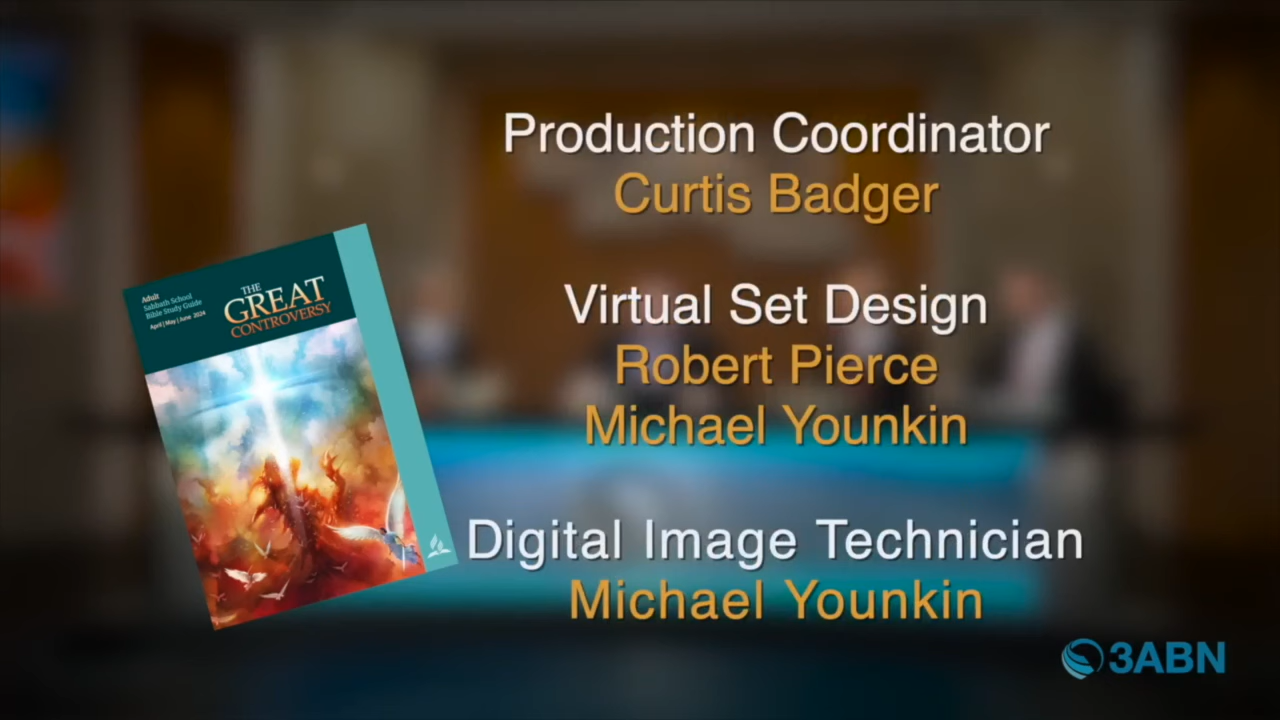 Production Coordinator
Curtis Badger
Virtual Set Design
Robert Pierce
Michael Younkin
Digital Image Technician
Michael Younkin
Adult
Sabbath School
Bible Study Guide
April | May | June 2024
THE
GREAT
CONTROVERSY
3ABN